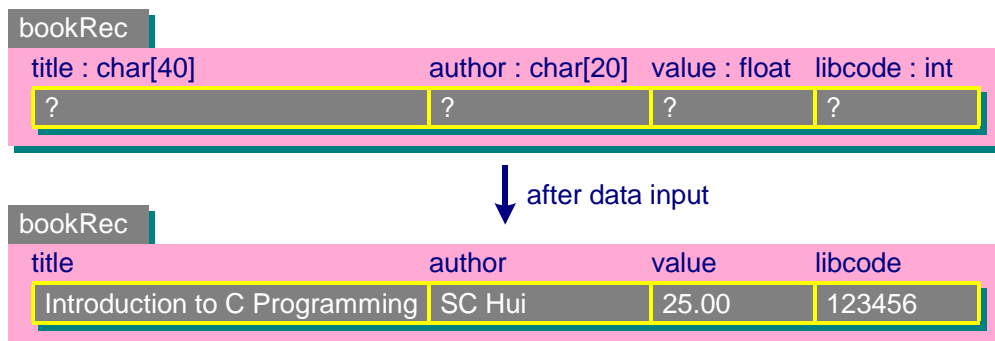 bookRec
title : char[40] author : char[20] value : float libcode : int
? ? ? ?
after data input
bookRec
title author value libcode
Introduction to C Programming SC Hui 25.00 123456